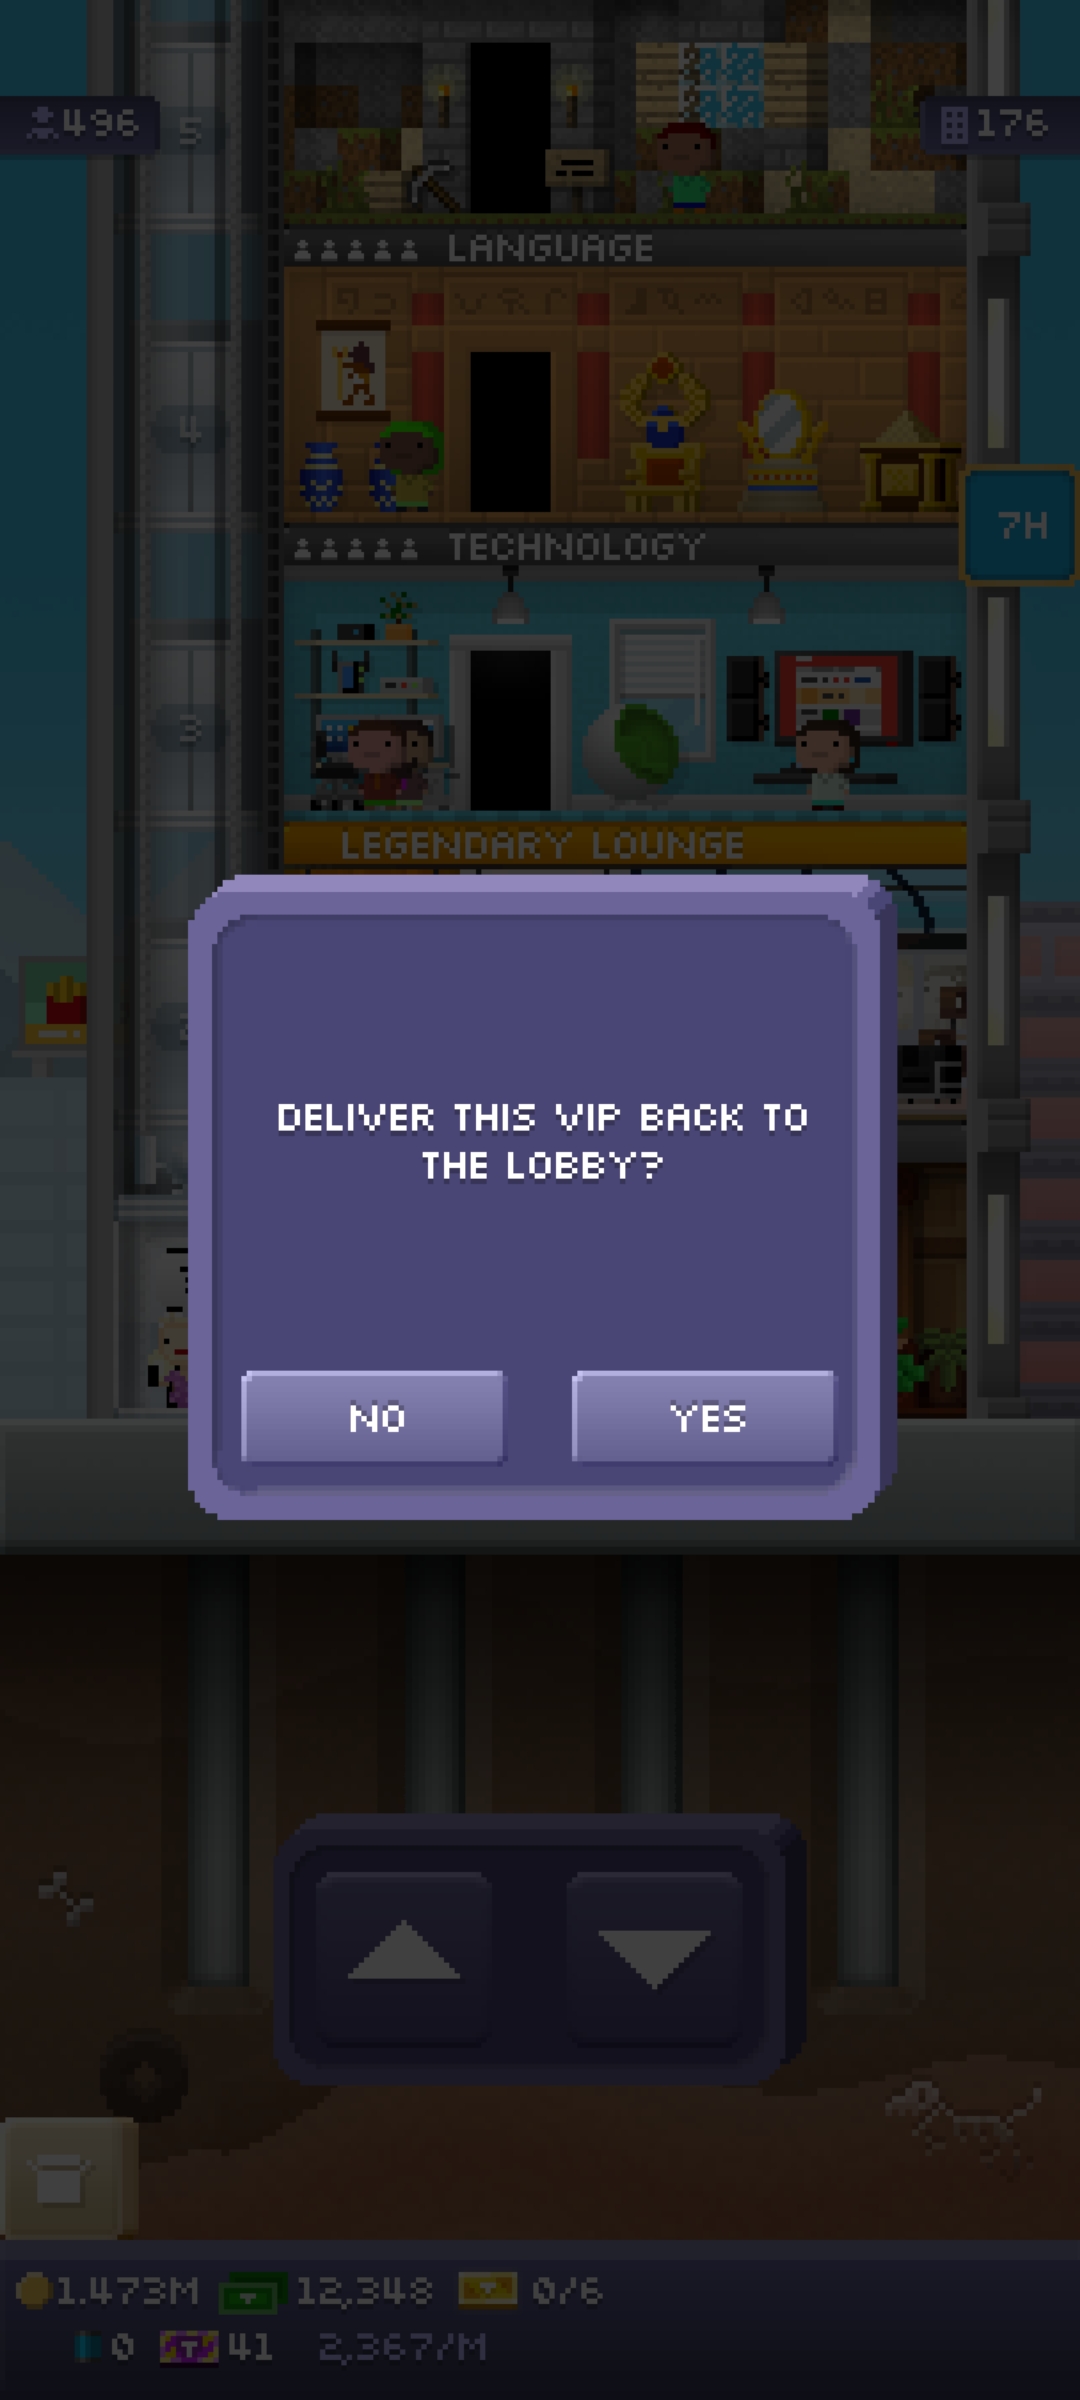 496
5
176
LANGUAGE
4
TECHNOLOGY
7H
3
LEGENDARY LOUNGE
DELIVER THIS VIP BACK TO
THE LOBBY?
NO
YES
1.473M
12,348
0/6
0
41
2,367/M